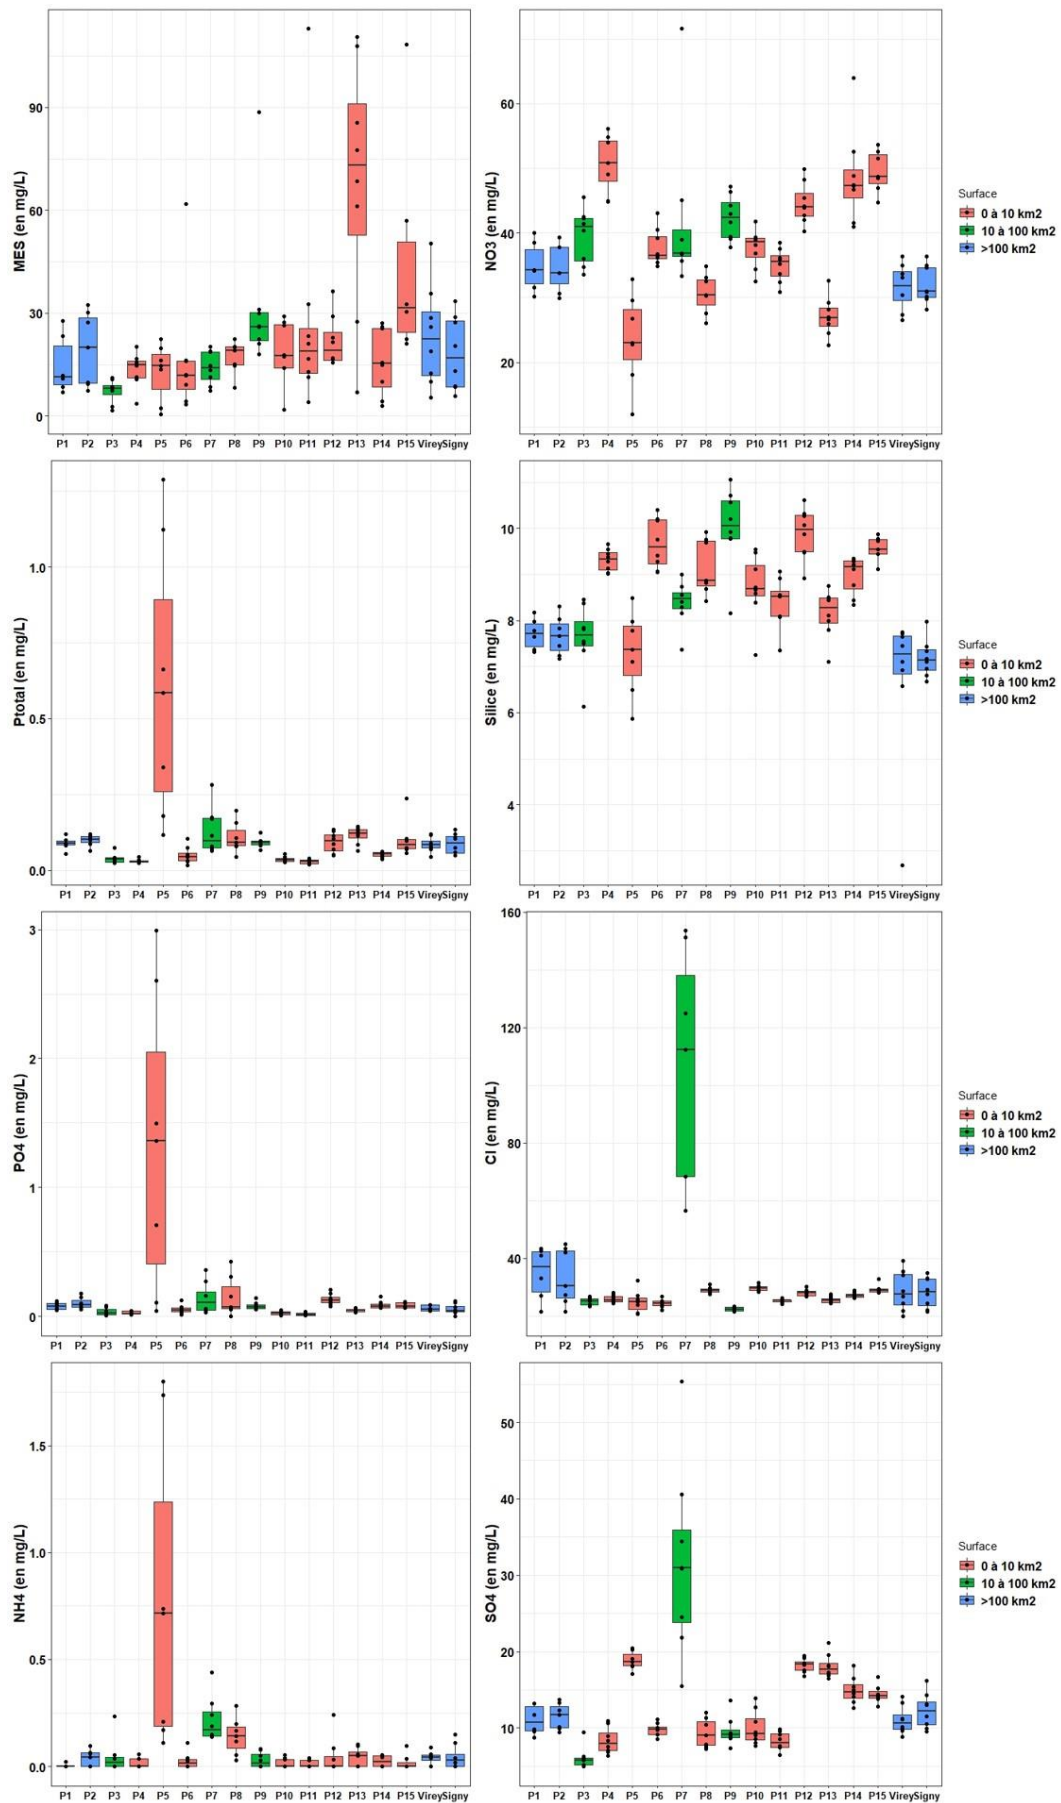 MES (en mg/L)
90
60
30
0
P1 P2 P3 P4 P5 P6 P7 P8 P9 P10 P11 P12 P13 P14 P15 Virey Signy
NO3 (en mg/L)
60
40
20
P1 P2 P3 P4 P5 P6 P7 P8 P9 P10 P11 P12 P13 P14 P15 Virey Signy
Surface
0 à 10 km2
10 à 100 km2
>100 km2
Ptotal (en mg/L)
1.0
0.5
0.0
P1 P2 P3 P4 P5 P6 P7 P8 P9 P10 P11 P12 P13 P14 P15 Virey Signy
Silice (en mg/L)
10
8
6
4
P1 P2 P3 P4 P5 P6 P7 P8 P9 P10 P11 P12 P13 P14 P15 Virey Signy
Surface
0 à 10 km2
10 à 100 km2
>100 km2
PO4 (en mg/L)
3
2
1
0
P1 P2 P3 P4 P5 P6 P7 P8 P9 P10 P11 P12 P13 P14 P15 Virey Signy
Cl (en mg/L)
160
120
80
40
P1 P2 P3 P4 P5 P6 P7 P8 P9 P10 P11 P12 P13 P14 P15 Virey Signy
Surface
0 à 10 km2
10 à 100 km2
>100 km2
NH4 (en mg/L)
1.5
1.0
0.5
0.0
P1 P2 P3 P4 P5 P6 P7 P8 P9 P10 P11 P12 P13 P14 P15 Virey Signy
SO4 (en mg/L)
50
40
30
20
10
P1 P2 P3 P4 P5 P6 P7 P8 P9 P10 P11 P12 P13 P14 P15 Virey Signy
Surface
0 à 10 km2
10 à 100 km2
>100 km2